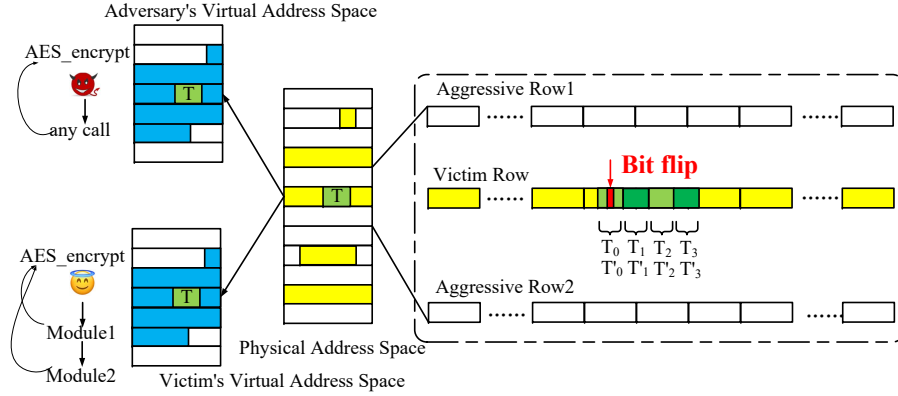 Adversary's Virtual Address Space
AES_encrypt
T
any call
Aggressive Row1
......
......
Bit flip
Victim Row
......
......
T
T₀ T₁ T₂ T₃
T'₀ T'₁ T'₂ T'₃
AES_encrypt
T
Aggressive Row2
......
......
Module1
Physical Address Space
Module2
Victim's Virtual Address Space